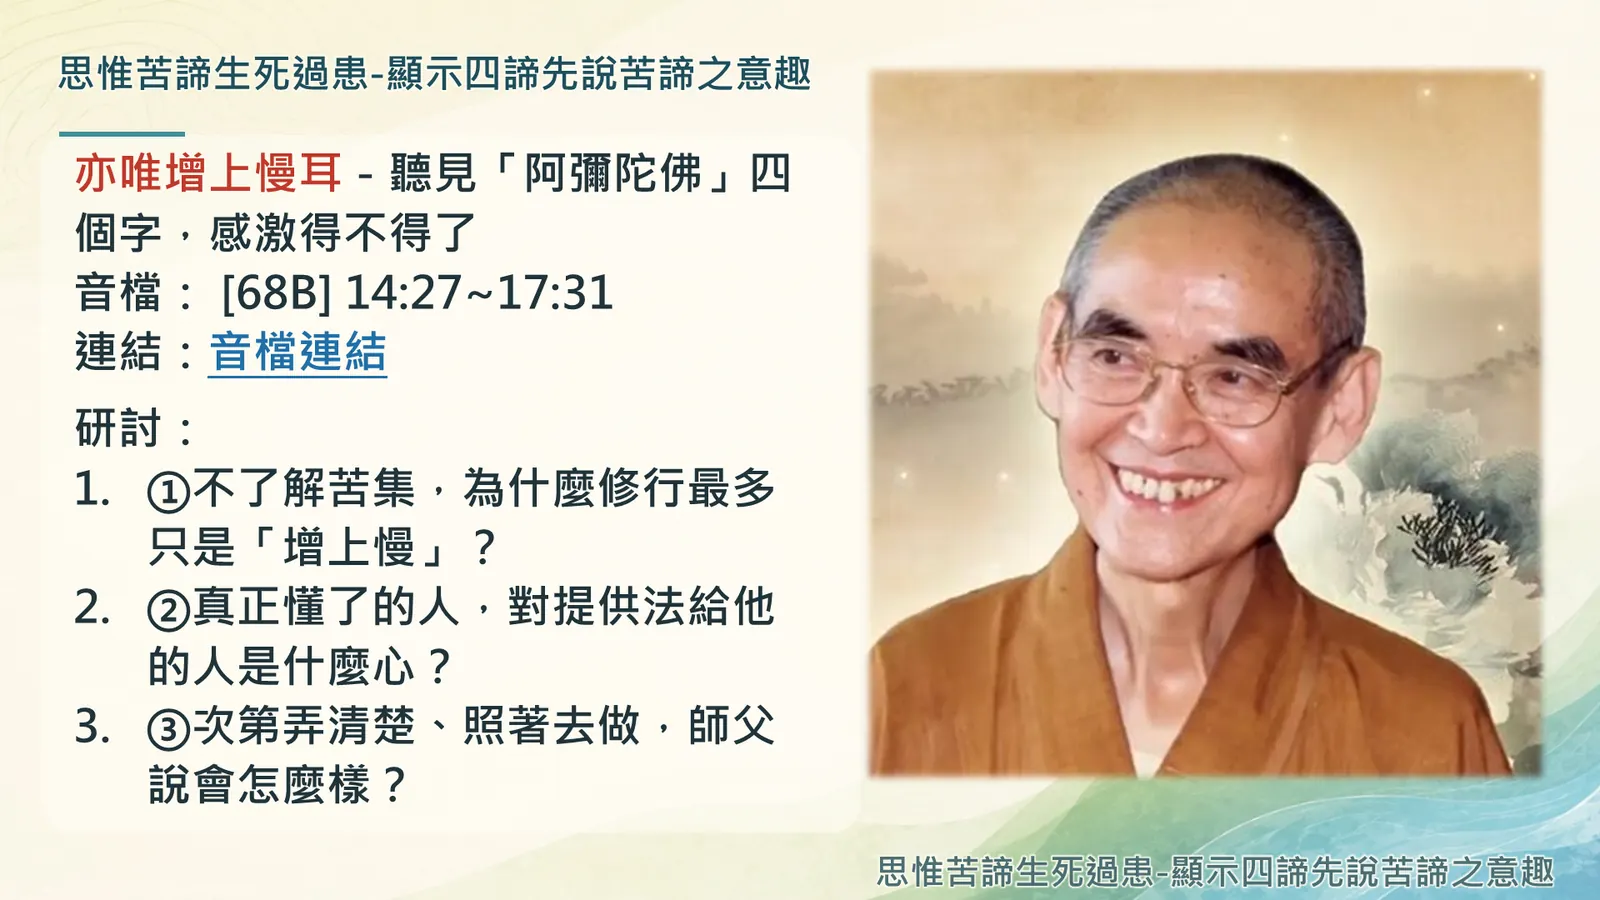 思惟苦諦生死過患-顯示四諦先說苦諦之意趣
亦唯增上慢耳 - 聽見「阿彌陀佛」四
個字，感激得不得了
音檔： [68B] 14:27~17:31
連結：音檔連結
研討：
1. ①不了解苦集，為什麼修行最多
只是「增上慢」？
2. ②真正懂了的人，對提供法給他
的人是什麼心？
3. ③次第弄清楚、照著去做，師父
說會怎麼樣？
思惟苦諦生死過患-顯示四諦先說苦諦之意趣